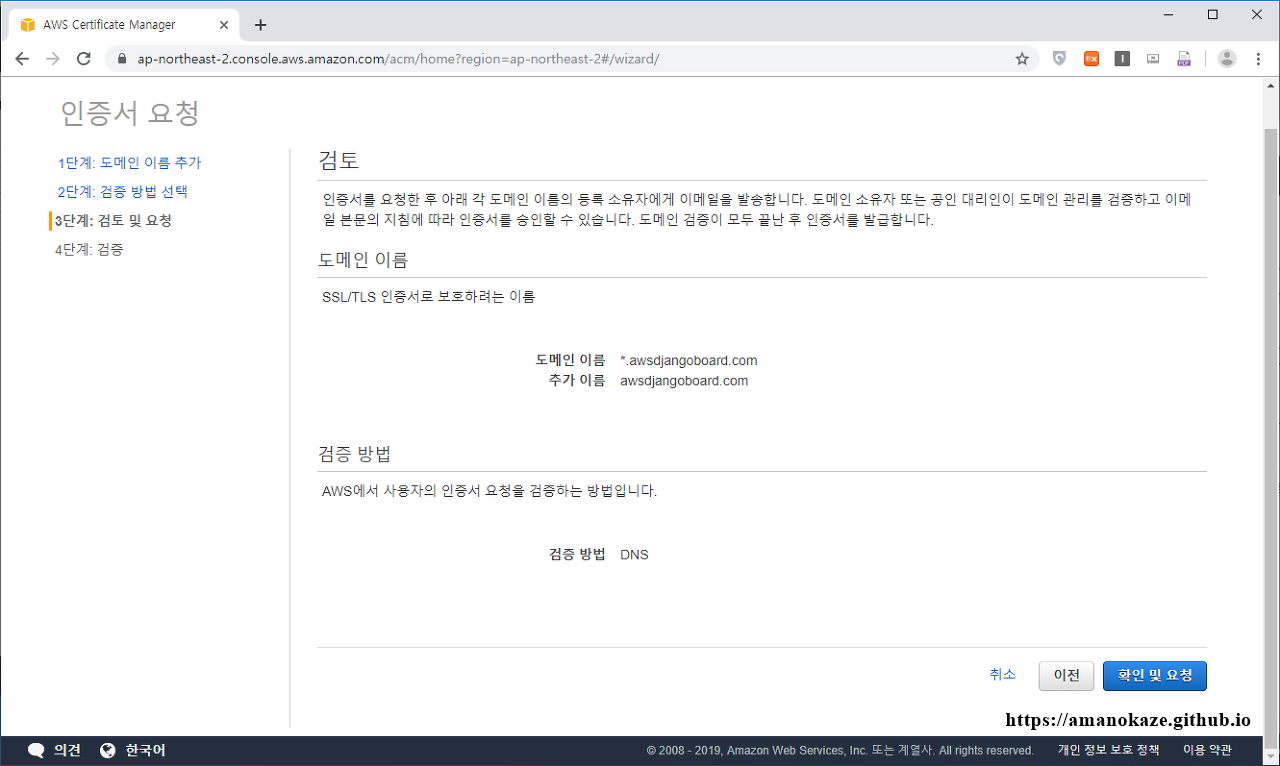 AWS Certificate Manager
ap-northeast-2.console.aws.amazon.com/acm/home?region=ap-northeast-2#/wizard/
인증서 요청
1단계: 도메인 이름 추가
2단계: 검증 방법 선택
3단계: 검토 및 요청
4단계: 검증
검토
인증서를 요청한 후 아래 각 도메인 이름의 등록 소유자에게 이메일을 발송합니다. 도메인 소유자 또는 공인 대리인이 도메인 관리를 검증하고 이메
일 본문의 지침에 따라 인증서를 승인할 수 있습니다. 도메인 검증이 모두 끝난 후 인증서를 발급합니다.
도메인 이름
SSL/TLS 인증서로 보호하려는 이름
도메인 이름 *.awsdjangoboard.com
추가 이름 awsdjangoboard.com
검증 방법
AWS에서 사용자의 인증서 요청을 검증하는 방법입니다.
검증 방법 DNS
취소 이전 확인 및 요청
https://amanokaze.github.io
의견 한국어 © 2008 - 2019, Amazon Web Services, Inc. 또는 계열사. All rights reserved. 개인 정보 보호 정책 이용 약관